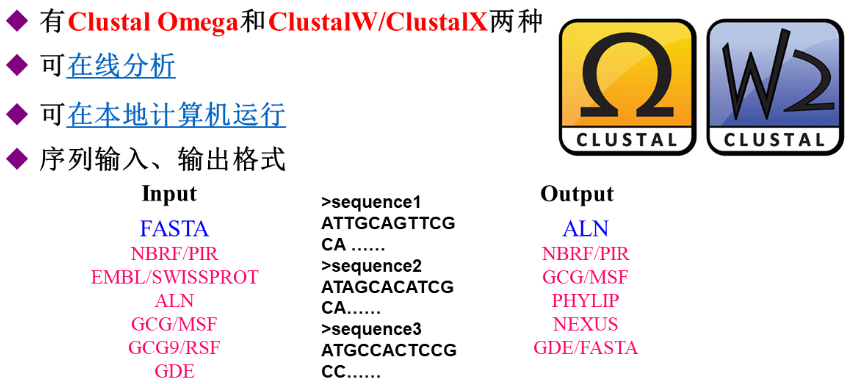 有Clustal Omega和ClustalW/ClustalX两种
可在线分析
可在本地计算机运行
序列输入、输出格式
Ω
CLUSTAL
W2
CLUSTAL
Input
FASTA
NBRF/PIR
EMBL/SWISSPROT
ALN
GCG/MSF
GCG9/RSF
GDE
>sequence1
ATTGCAGTTCG
CA ……
>sequence2
ATAGCACATCG
CA……
>sequence3
ATGCCACTCCG
CC……
Output
ALN
NBRF/PIR
GCG/MSF
PHYLIP
NEXUS
GDE/FASTA